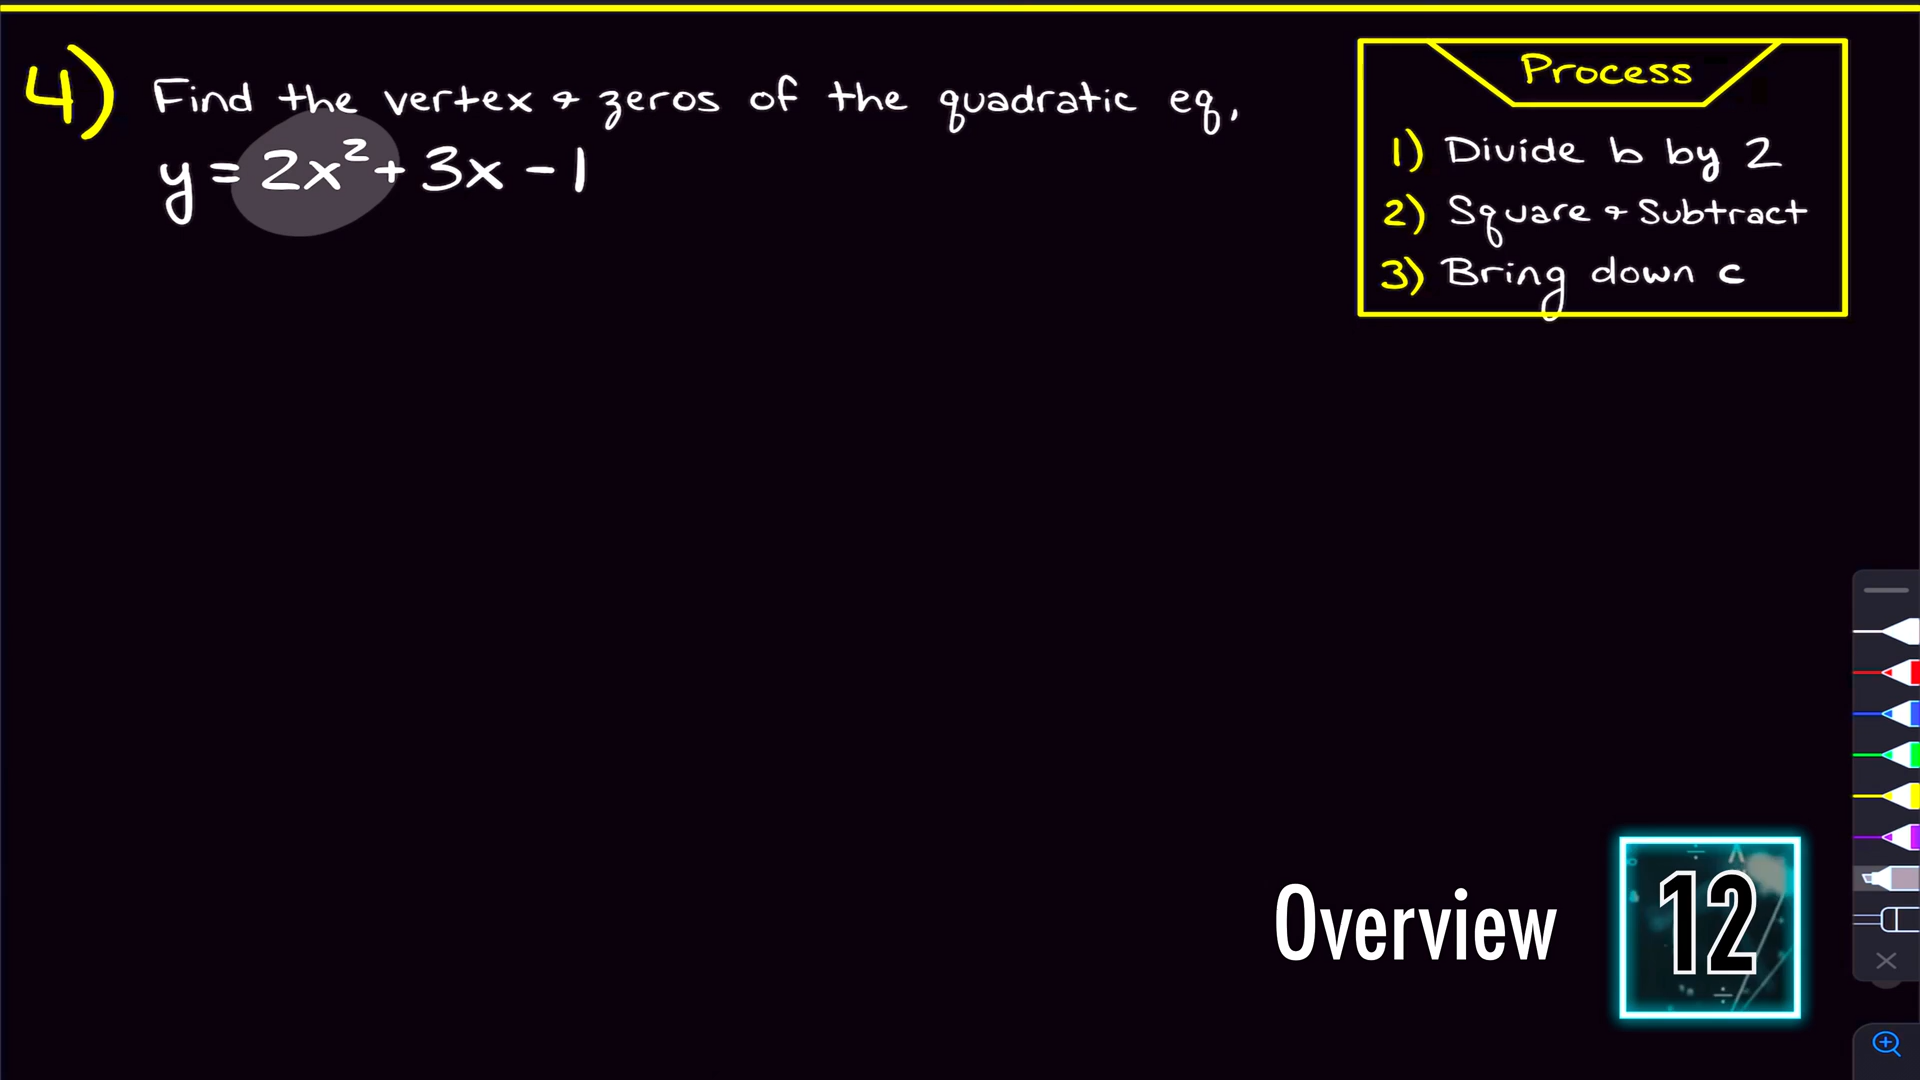 4) Find the vertex & zeros of the quadratic eq.
y = 2x² + 3x - 1
Process
1) Divide b by 2
2) Square & Subtract
3) Bring down c
Overview 12